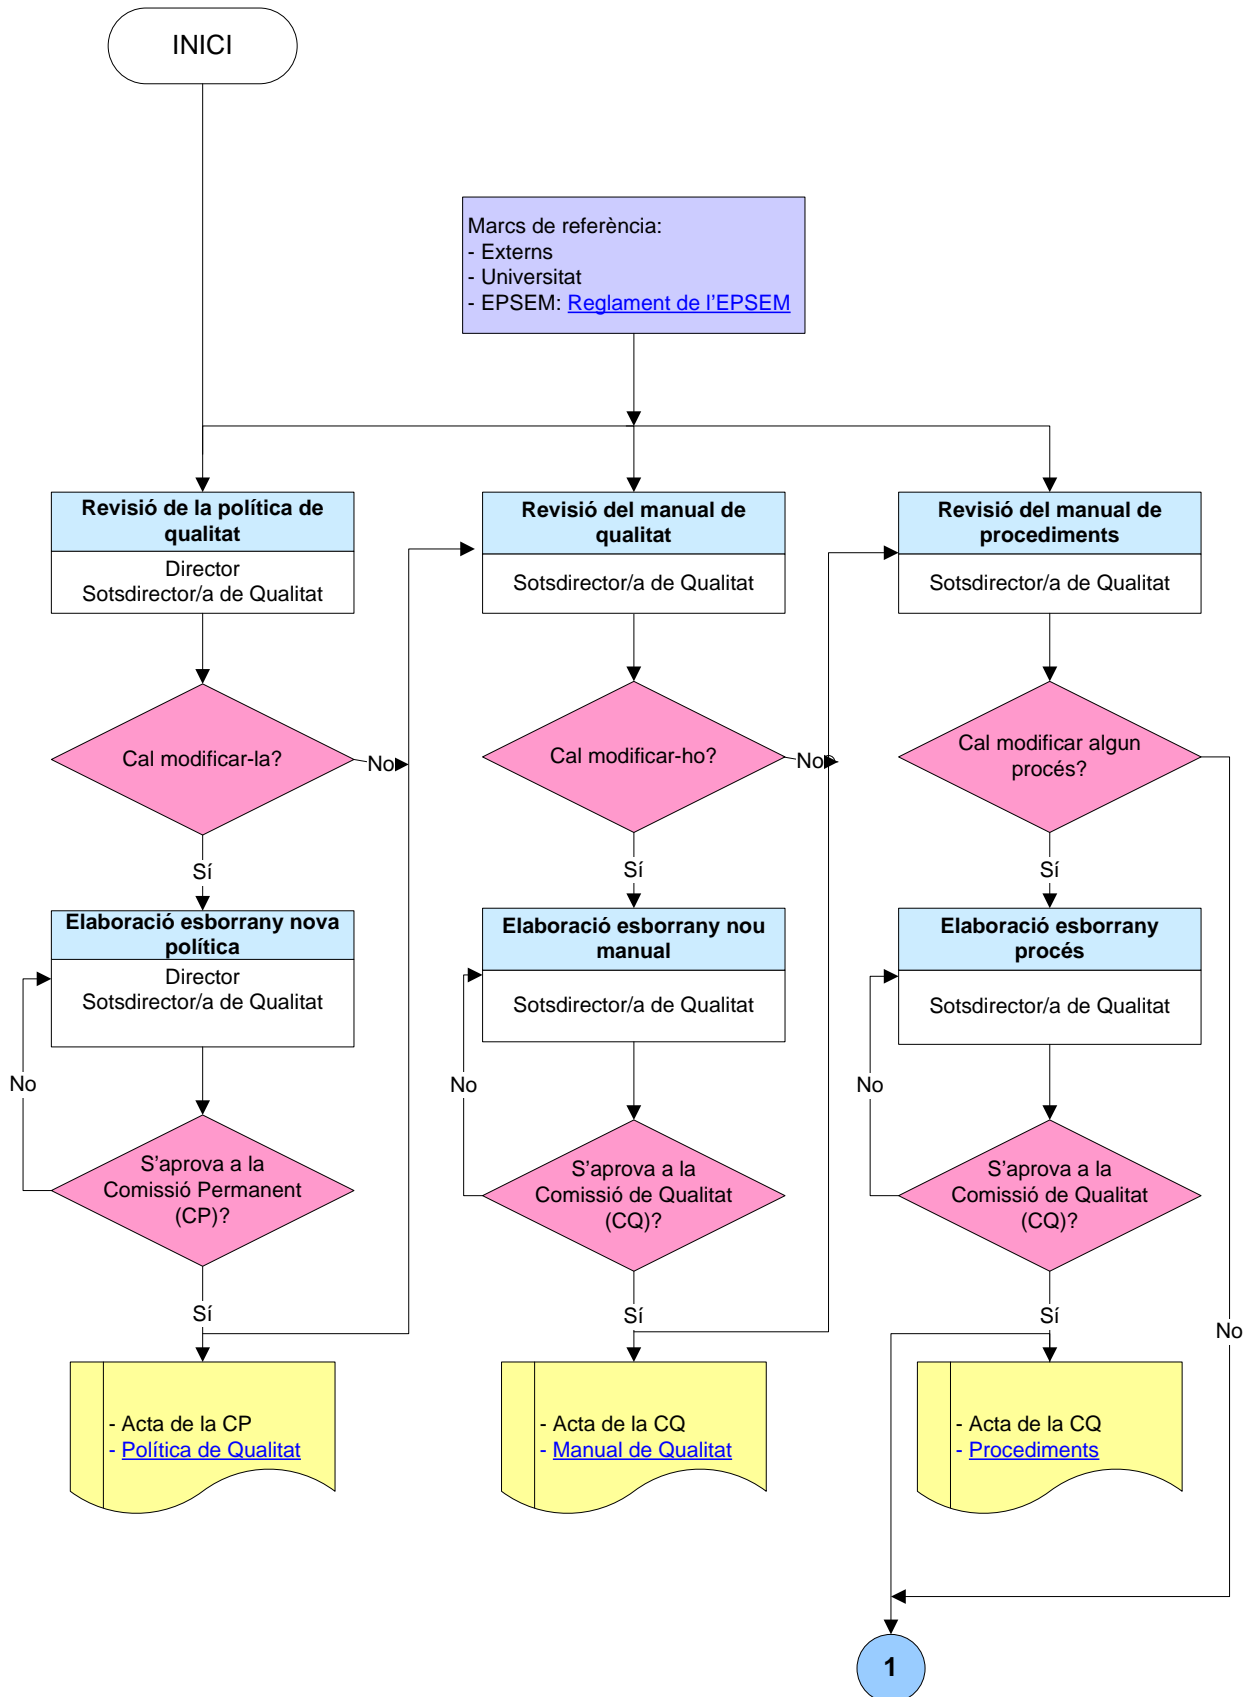 INICI
Marcs de referència:
- Externs
- Universitat
- EPSEM: Reglament de l’EPSEM
Revisió de la política de
qualitat
Director
Sotsdirector/a de Qualitat
Revisió del manual de
qualitat
Sotsdirector/a de Qualitat
Revisió del manual de
procediments
Sotsdirector/a de Qualitat
Cal modificar-la?
No
Cal modificar-ho?
No
Cal modificar algun
procés?
Sí
Sí
Sí
Elaboració esborrany nova
política
Director
Sotsdirector/a de Qualitat
Elaboració esborrany nou
manual
Sotsdirector/a de Qualitat
Elaboració esborrany
procés
Sotsdirector/a de Qualitat
No
No
No
S’aprova a la
Comissió Permanent
(CP)?
S’aprova a la
Comissió de Qualitat
(CQ)?
S’aprova a la
Comissió de Qualitat
(CQ)?
Sí
Sí
Sí
No
- Acta de la CP
- Política de Qualitat
- Acta de la CQ
- Manual de Qualitat
- Acta de la CQ
- Procediments
1